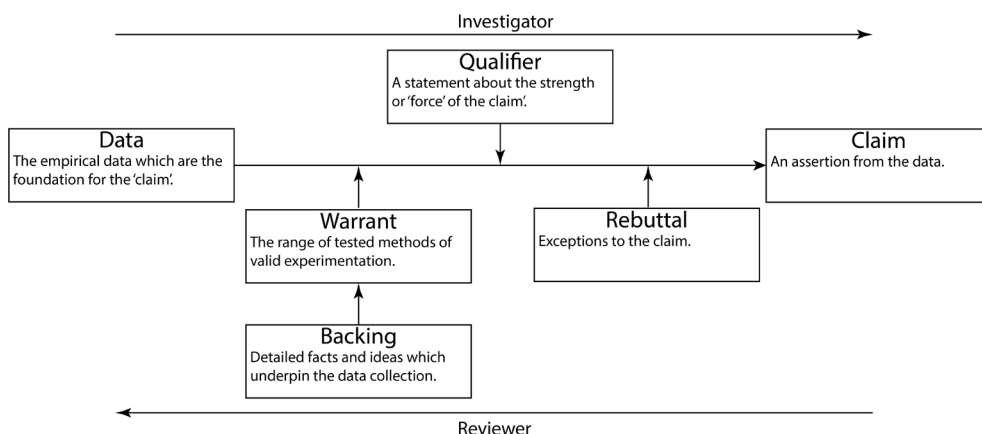 Investigator
Qualifier
A statement about the strength
or ‘force’ of the claim’.
Data
The empirical data which are the
foundation for the ‘claim’.
Claim
An assertion from the data.
Warrant
The range of tested methods of
valid experimentation.
Rebuttal
Exceptions to the claim.
Backing
Detailed facts and ideas which
underpin the data collection.
Reviewer